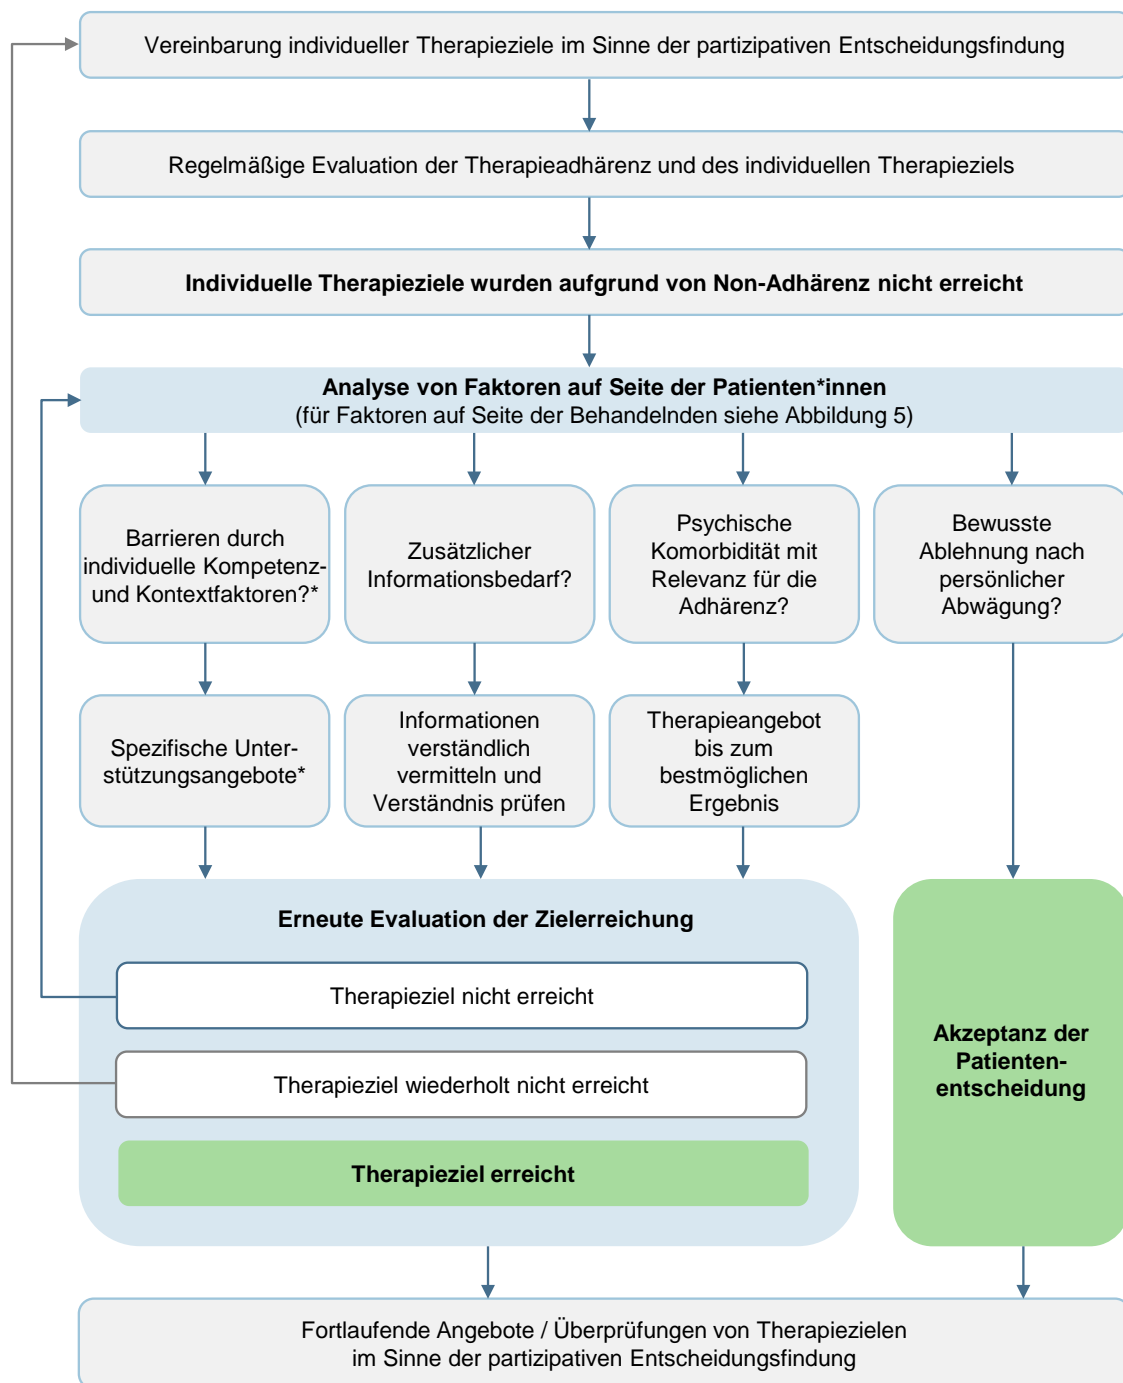 Vereinbarung individueller Therapieziele im Sinne der partizipativen Entscheidungsfindung
Regelmäßige Evaluation der Therapieadhärenz und des individuellen Therapieziels
Individuelle Therapieziele wurden aufgrund von Non-Adhärenz nicht erreicht
Analyse von Faktoren auf Seite der Patienten*innen
(für Faktoren auf Seite der Behandelnden siehe Abbildung 5)
Barrieren durch
individuelle Kompetenz-
und Kontextfaktoren?*
Zusätzlicher
Informationsbedarf?
Psychische
Komorbidität mit
Relevanz für die
Adhärenz?
Bewusste
Ablehnung nach
persönlicher
Abwägung?
Spezifische Unter-
stützungsangebote*
Informationen
verständlich
vermitteln und
Verständnis prüfen
Therapieangebot
bis zum
bestmöglichen
Ergebnis
Erneute Evaluation der Zielerreichung
Therapieziel nicht erreicht
Therapieziel wiederholt nicht erreicht
Therapieziel erreicht
Akzeptanz der
Patienten-
entscheidung
Fortlaufende Angebote / Überprüfungen von Therapiezielen
im Sinne der partizipativen Entscheidungsfindung